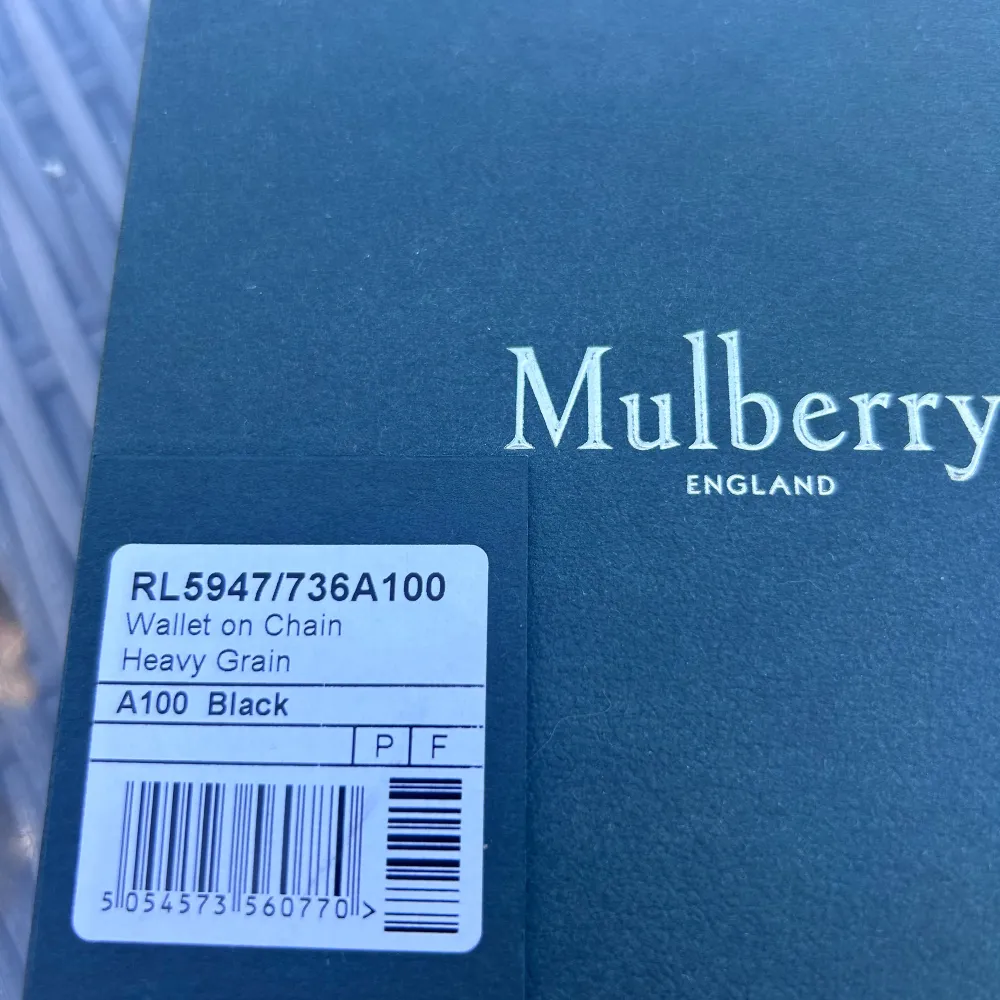 Mulberry
ENGLAND
RL5947/736A100
Wallet on Chain
Heavy Grain
A100 Black
P F
5 054573 560770 >